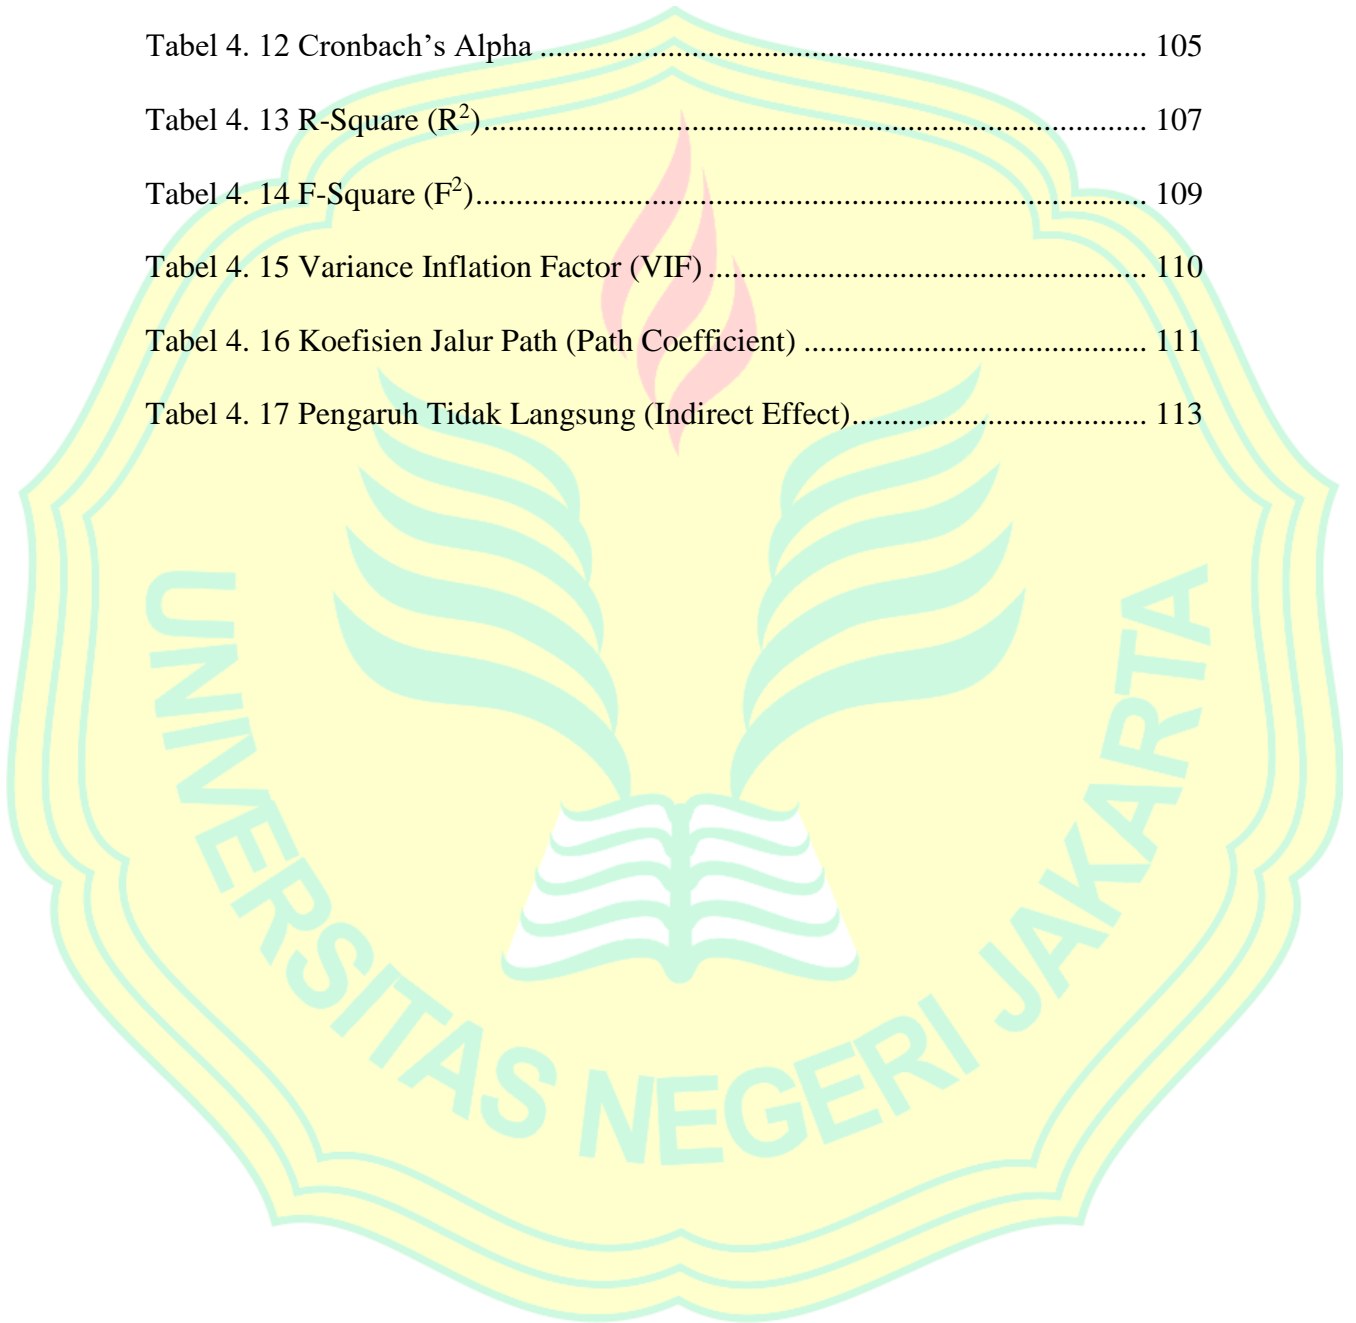 Tabel 4. 12 Cronbach’s Alpha ........................................................................... 105
Tabel 4. 13 R-Square (R²)................................................................................... 107
Tabel 4. 14 F-Square (F²).................................................................................... 109
Tabel 4. 15 Variance Inflation Factor (VIF) ...................................................... 110
Tabel 4. 16 Koefisien Jalur Path (Path Coefficient) .......................................... 111
Tabel 4. 17 Pengaruh Tidak Langsung (Indirect Effect).................................... 113
UNIVERSITAS NEGERI JAKARTA